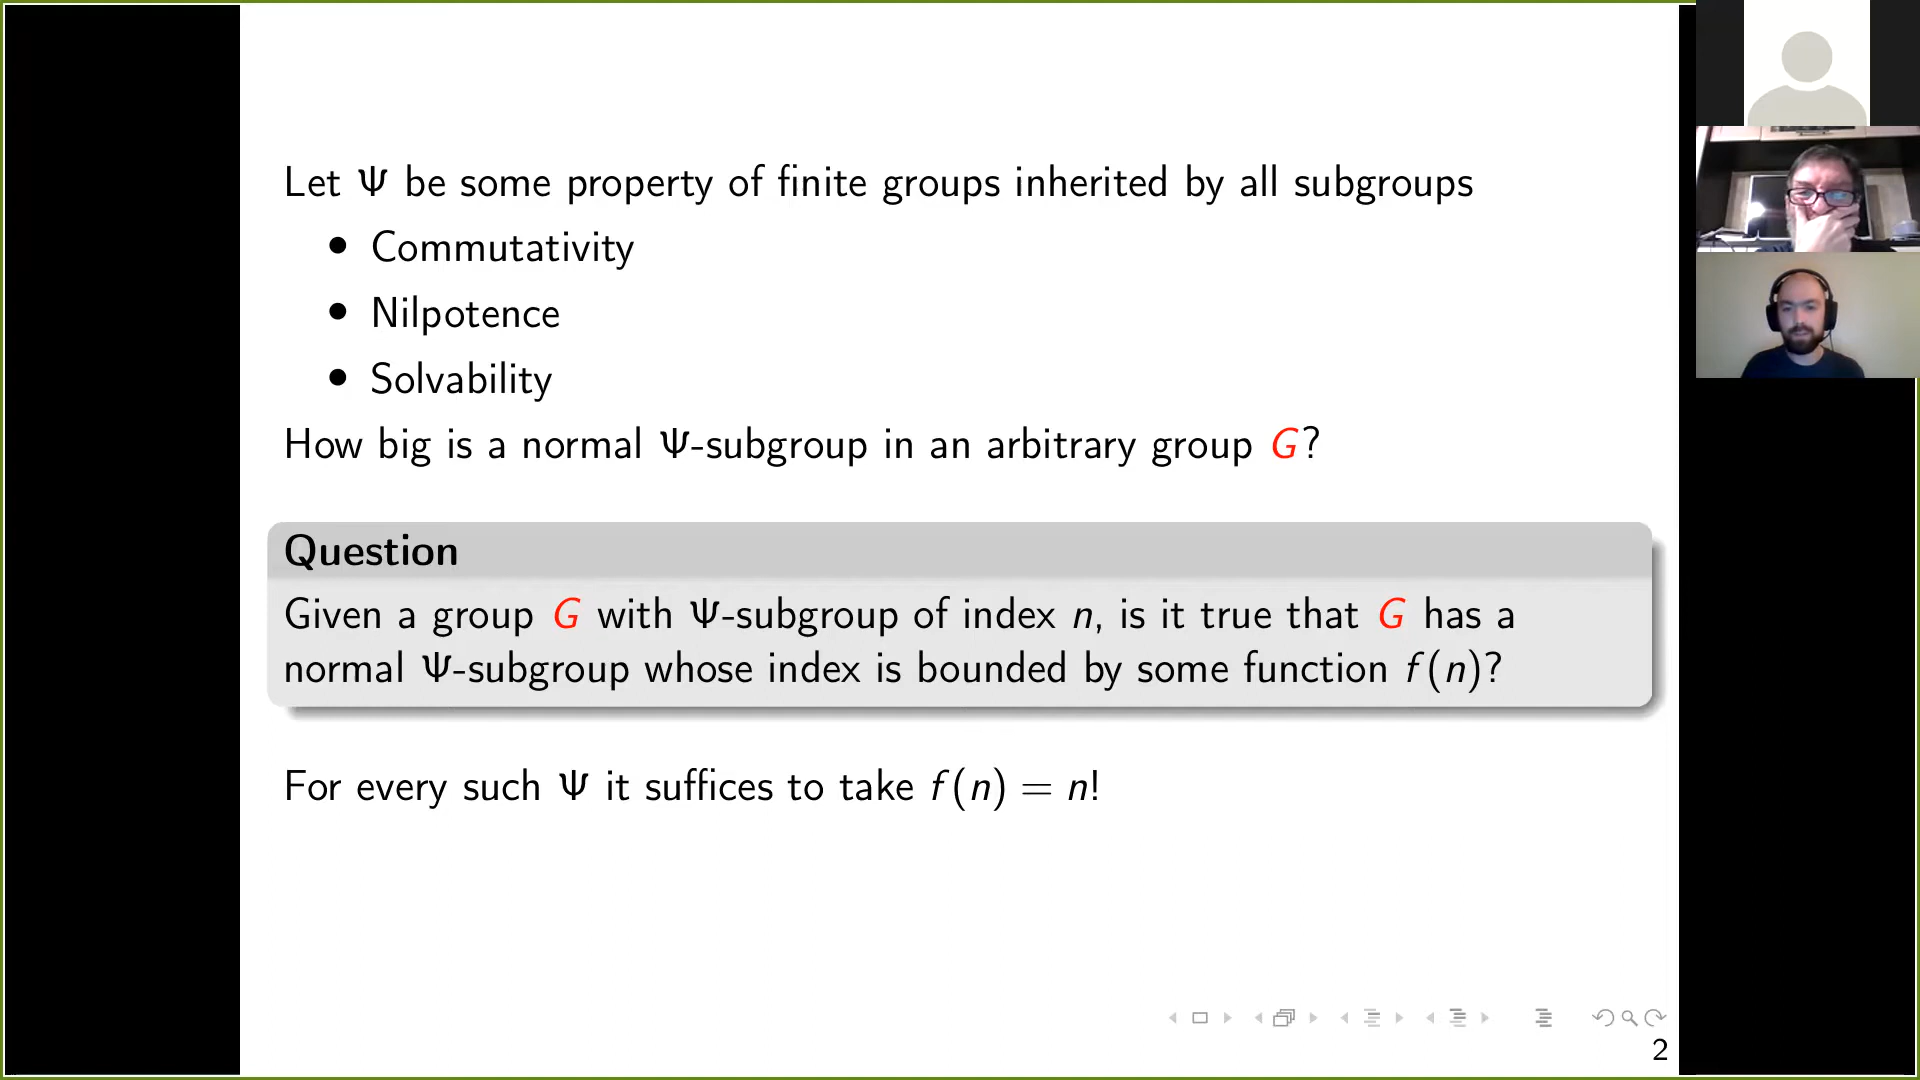 Let Ψ be some property of finite groups inherited by all subgroups
• Commutativity
• Nilpotence
• Solvability
How big is a normal Ψ-subgroup in an arbitrary group G?
Question
Given a group G with Ψ-subgroup of index n, is it true that G has a
normal Ψ-subgroup whose index is bounded by some function f(n)?
For every such Ψ it suffices to take f(n) = n!
2